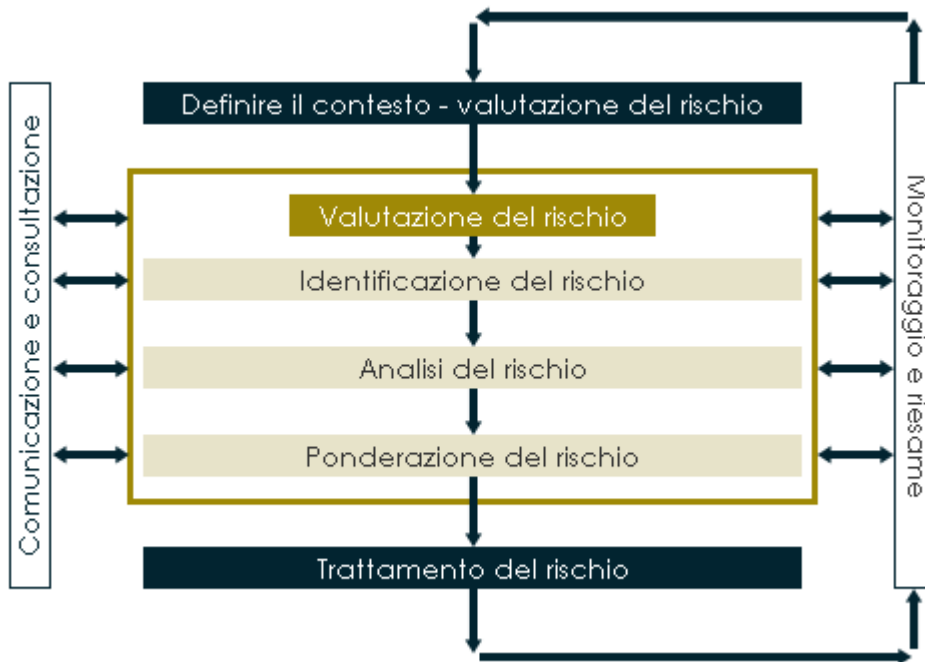 Definire il contesto - valutazione del rischio
Comunicazione e consultazione
Valutazione del rischio
Identificazione del rischio
Analisi del rischio
Ponderazione del rischio
Monitoraggio e riesame
Trattamento del rischio